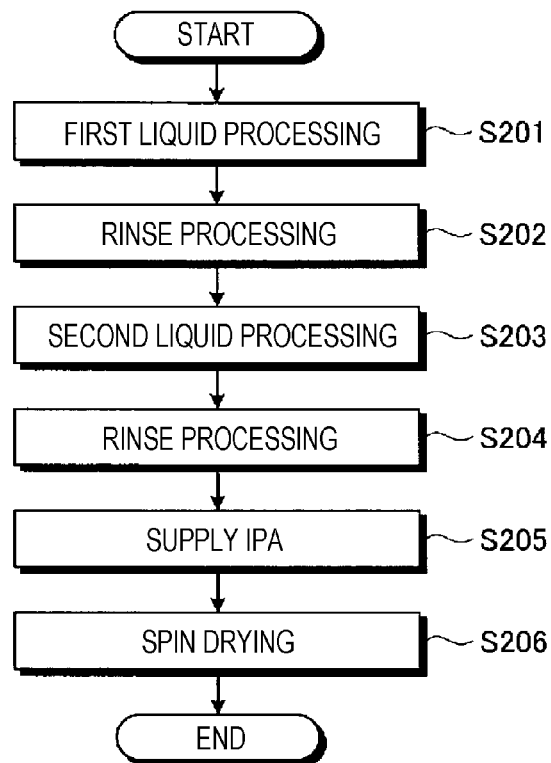 START
FIRST LIQUID PROCESSING S201
RINSE PROCESSING S202
SECOND LIQUID PROCESSING S203
RINSE PROCESSING S204
SUPPLY IPA S205
SPIN DRYING S206
END